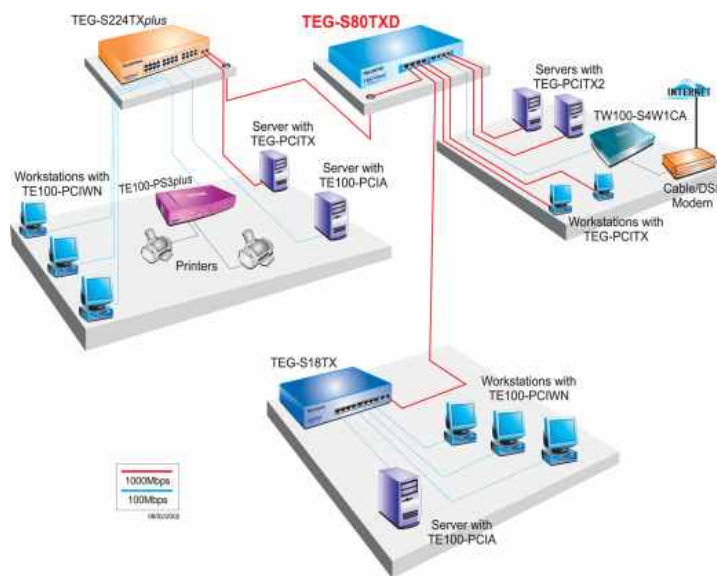 TEG-S224TXplus
TEG-S80TXD
Servers with
TEG-PCITX2
INTERNET
TW100-S4W1CA
Server with
TEG-PCITX
Server with
TE100-PCIA
Workstations with
TE100-PCIWN
TE100-PS3plus
Cable/DSL
Modem
Workstations with
TEG-PCITX
Printers
TEG-S18TX
Workstations with
TE100-PCIWN
1000Mbps
100Mbps
Server with
TE100-PCIA